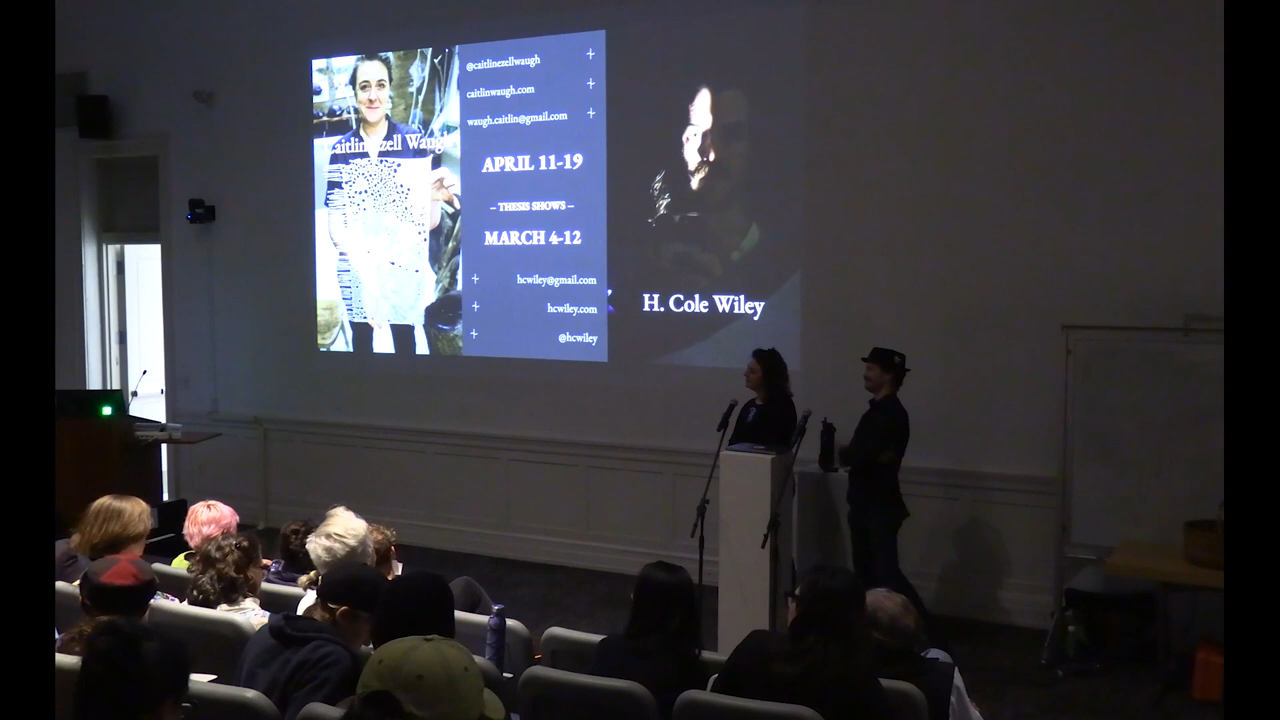 Caitlin Ezell Waugh
@caitlinezellwaugh
caitlinwaugh.com
waugh.caitlin@gmail.com
APRIL 11-19
– THESIS SHOWS –
MARCH 4-12
hcwiley@gmail.com
hcwiley.com
@hcwiley
H. Cole Wiley